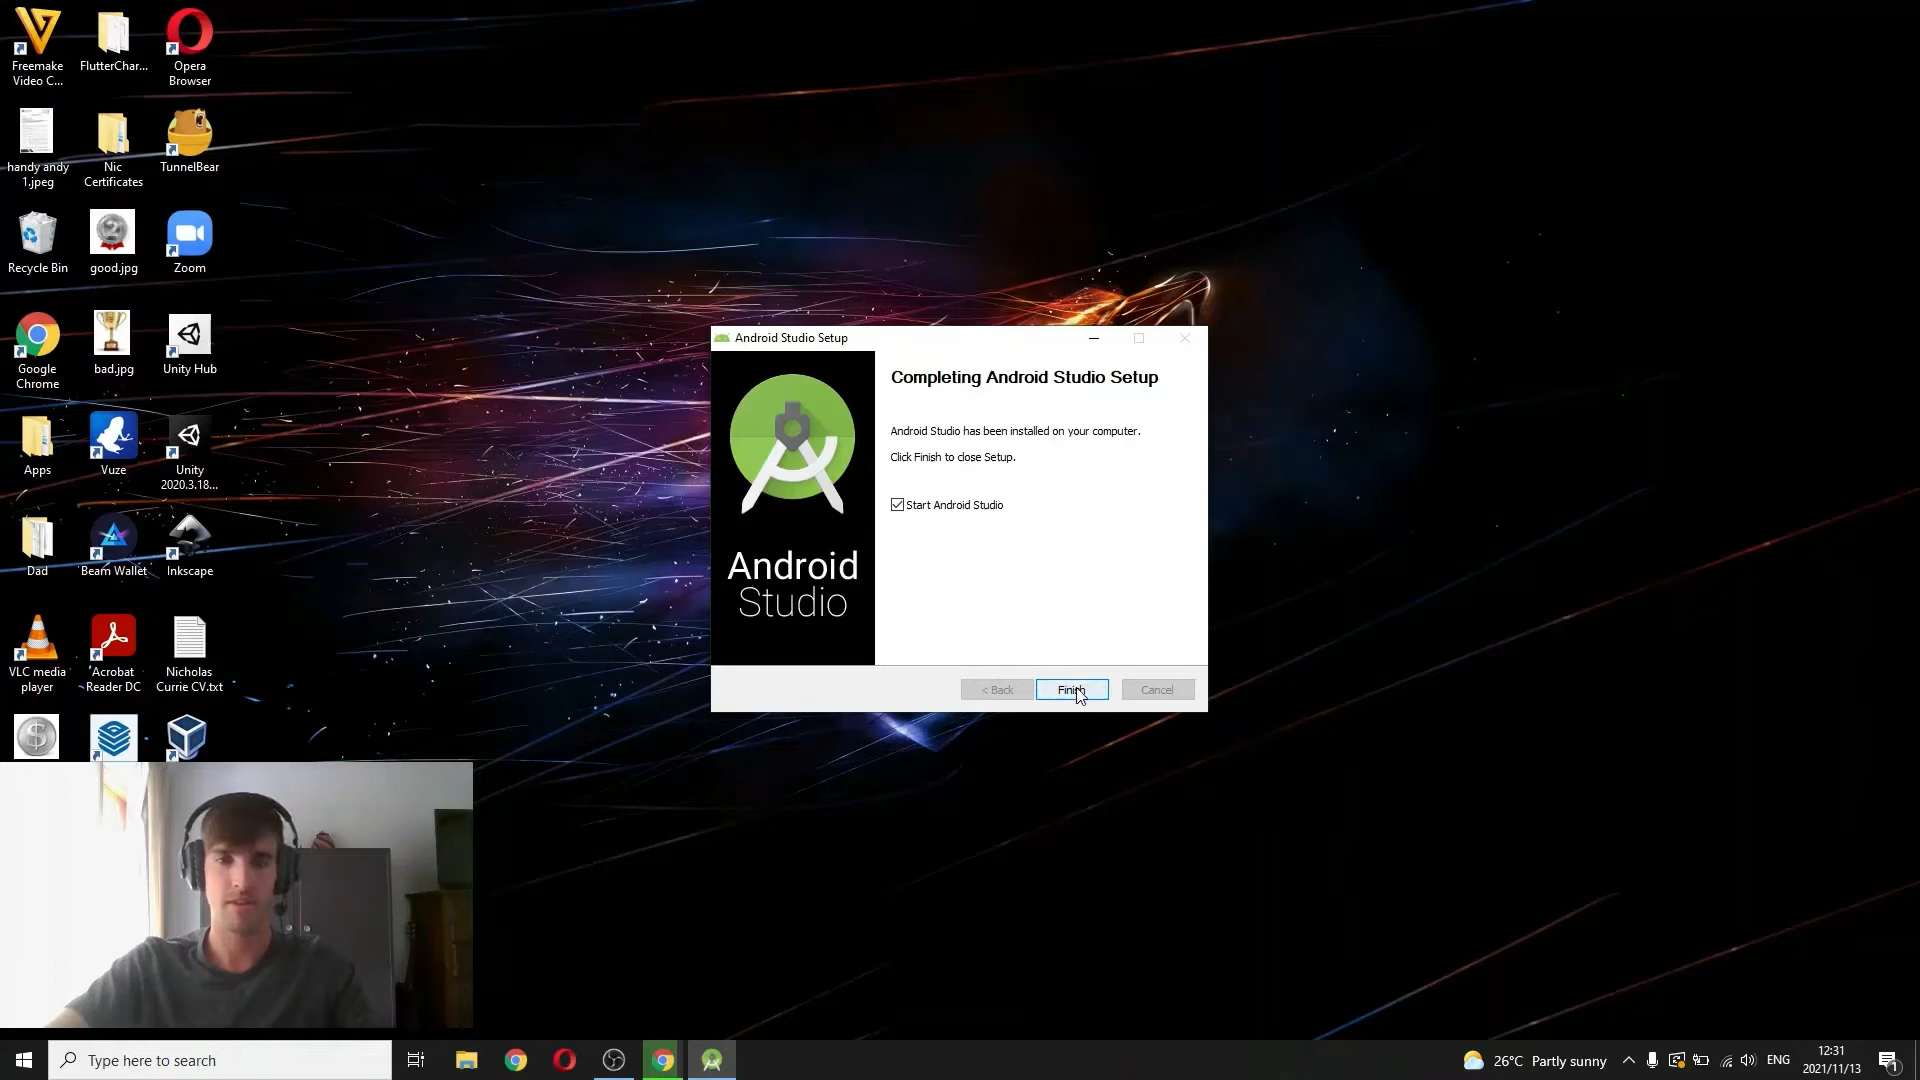 Freemake
Video C...
FlutterChar...
Opera
Browser
handy andy
1.jpeg
Nic
Certificates
TunnelBear
Recycle Bin
good.jpg
Zoom
Google
Chrome
bad.jpg
Unity Hub
Apps
Vuze
Unity
2020.3.18...
Dad
Beam Wallet
Inkscape
VLC media
player
Acrobat
Reader DC
Nicholas
Currie CV.txt
Android Studio Setup
Completing Android Studio Setup
Android Studio has been installed on your computer.
Click Finish to close Setup.
Start Android Studio
Android
Studio
< Back
Finish
Cancel
Type here to search
26°C Partly sunny
ENG
12:31
2021/11/13
1